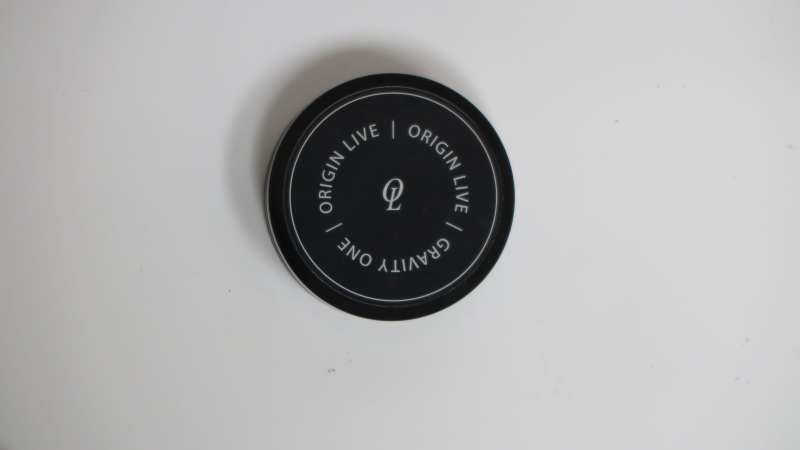 ORIGIN LIVE | ORIGIN LIVE | GRAVITY ONE |
OL